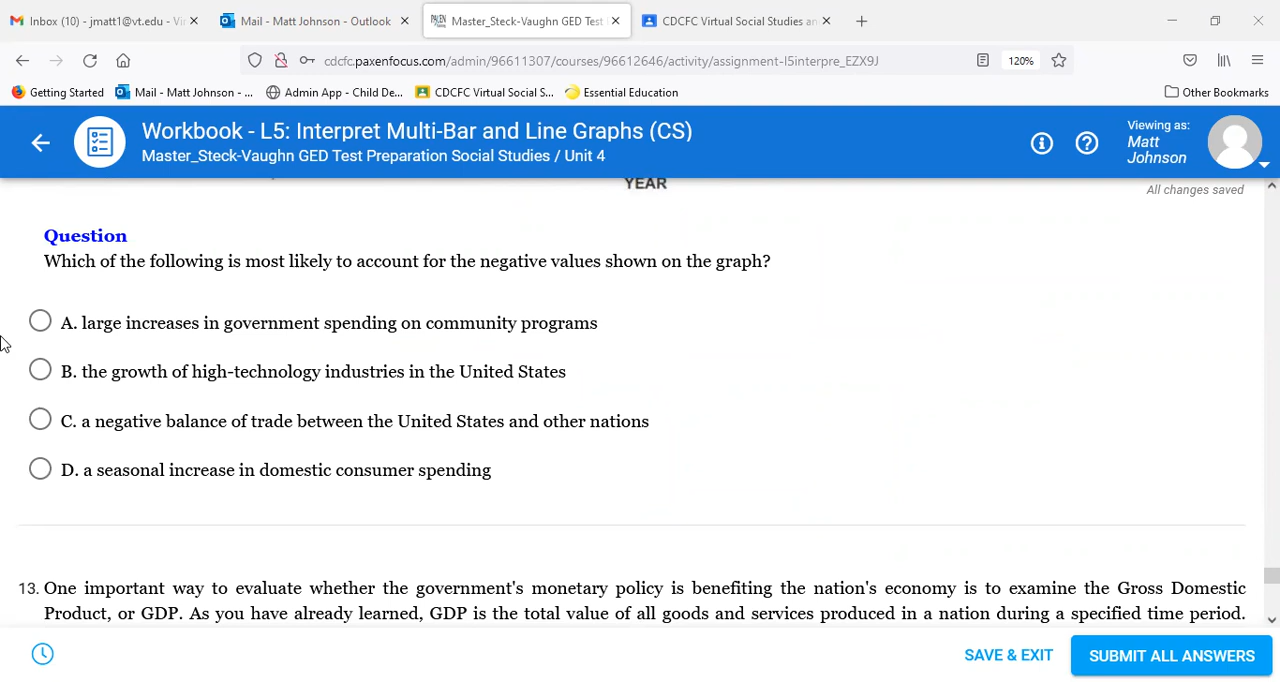 Inbox (10) - jmatt1@vt.edu - Vir
Mail - Matt Johnson - Outlook
PAXEN
Master_Steck-Vaughn GED Test
CDCFC Virtual Social Studies an
cdcfc.paxenfocus.com/admin/96611307/courses/96612646/activity/assignment-l5interpre_EZX9J
120%
Getting Started
Mail - Matt Johnson - ...
Admin App - Child De...
CDCFC Virtual Social S...
Essential Education
Other Bookmarks
Workbook - L5: Interpret Multi-Bar and Line Graphs (CS)
Master_Steck-Vaughn GED Test Preparation Social Studies / Unit 4
Viewing as:
Matt
Johnson
YEAR
All changes saved
Question
Which of the following is most likely to account for the negative values shown on the graph?
A. large increases in government spending on community programs
B. the growth of high-technology industries in the United States
C. a negative balance of trade between the United States and other nations
D. a seasonal increase in domestic consumer spending
13. One important way to evaluate whether the government's monetary policy is benefiting the nation's economy is to examine the Gross Domestic
Product, or GDP. As you have already learned, GDP is the total value of all goods and services produced in a nation during a specified time period.
SAVE & EXIT
SUBMIT ALL ANSWERS